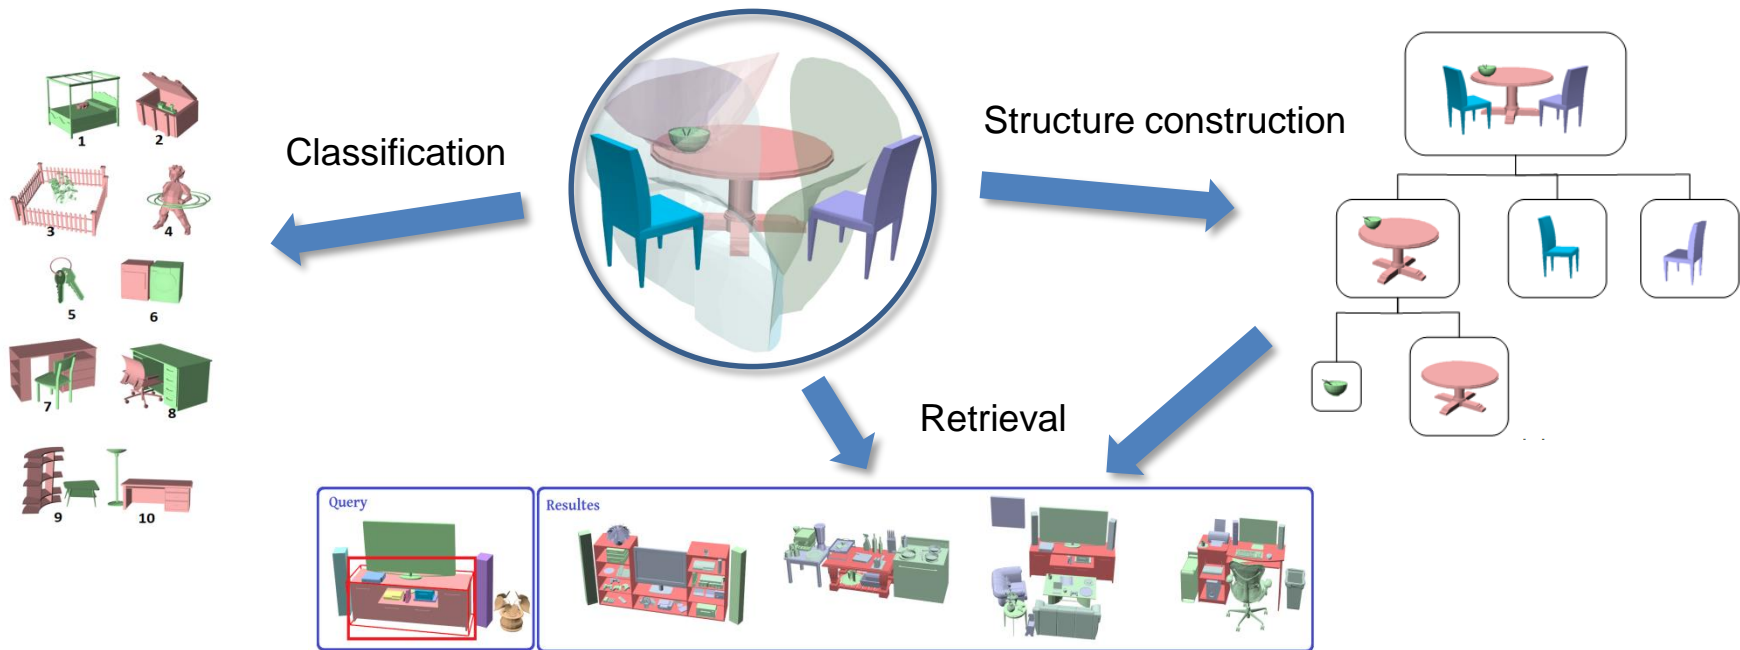 Classification
Structure construction
1
2
3
4
5
6
7
8
9
10
Retrieval
Query
Resultes